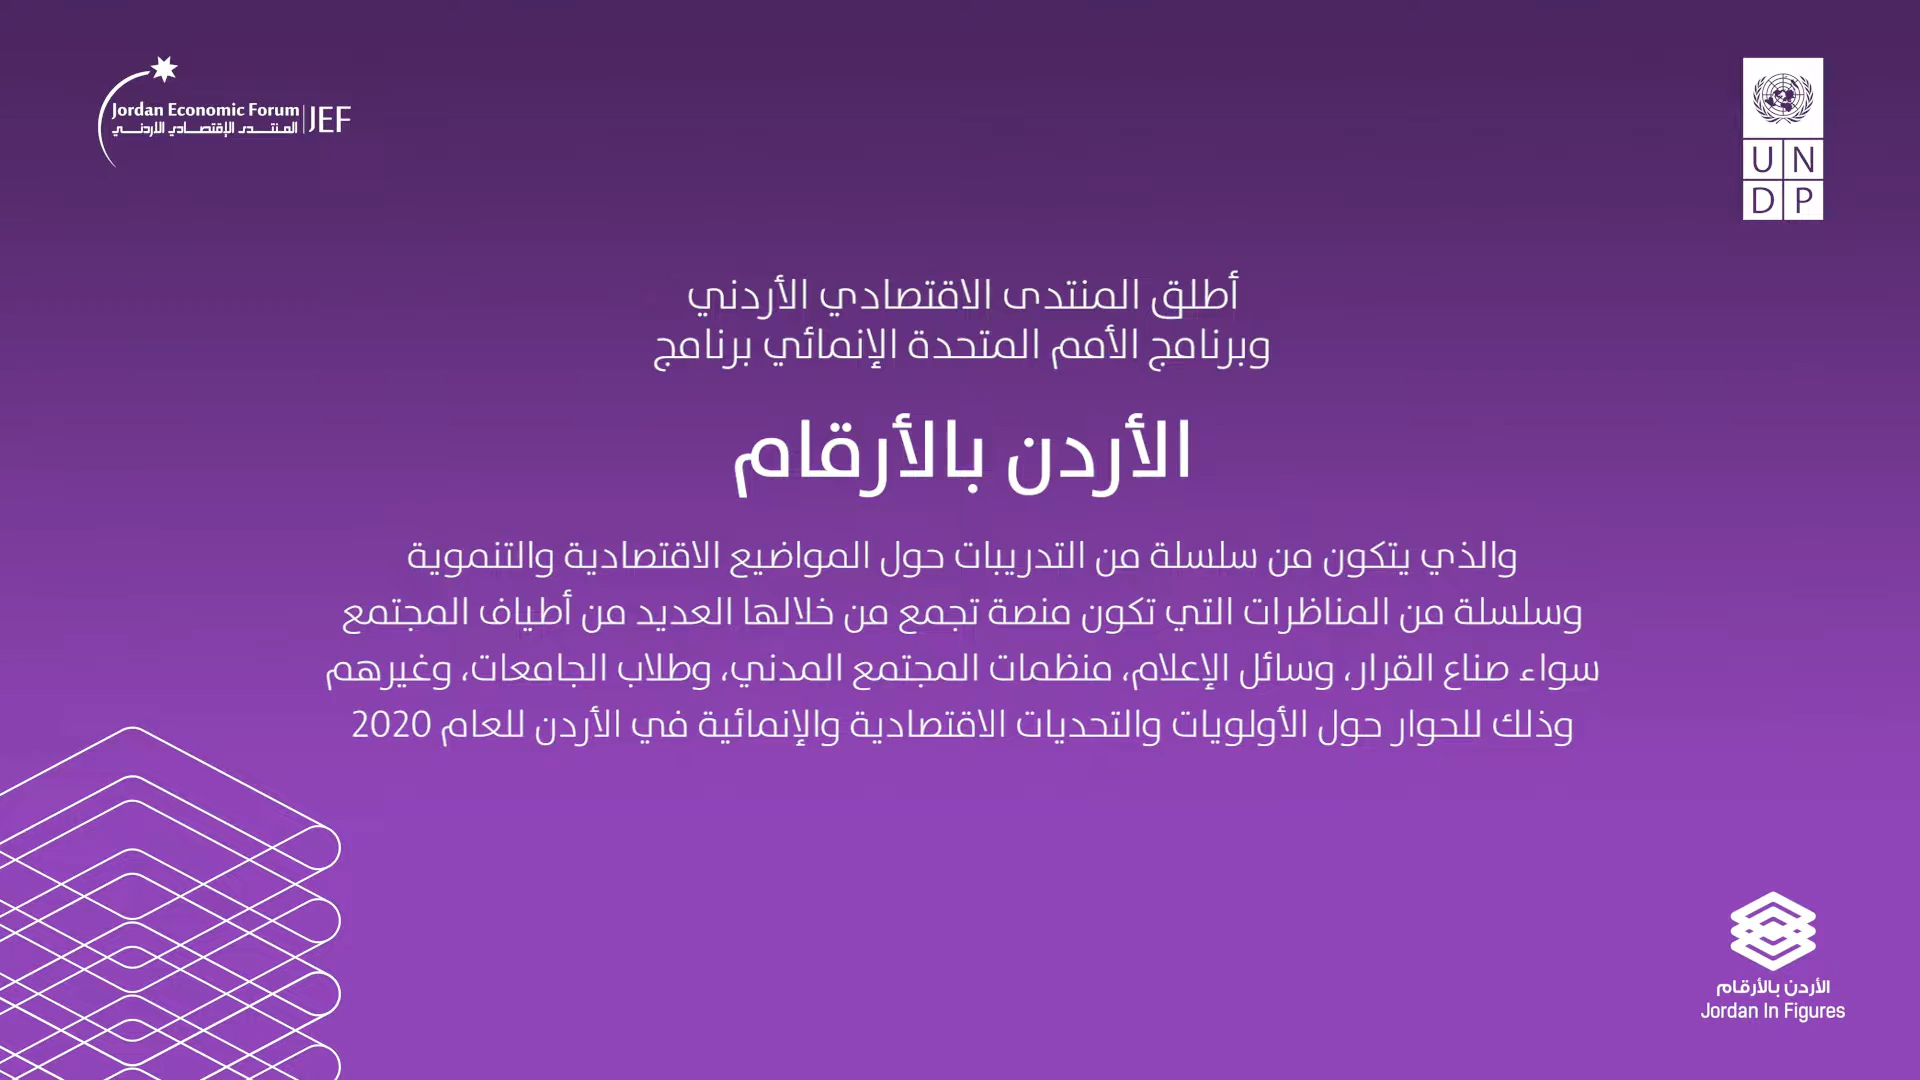 Jordan Economic Forum | JEF
المنتدى الإقتصادي الاردني
UN
DP
أطلق المنتدى الاقتصادي الأردني
وبرنامج الأمم المتحدة الإنمائي برنامج
الأردن بالأرقام
والذي يتكون من سلسلة من التدريبات حول المواضيع الاقتصادية والتنموية
وسلسلة من المناظرات التي تكون منصة تجمع من خلالها العديد من أطياف المجتمع
سواء صناع القرار، وسائل الإعلام، منظمات المجتمع المدني، وطلاب الجامعات، وغيرهم
وذلك للحوار حول الأولويات والتحديات الاقتصادية والإنمائية في الأردن للعام 2020
الأردن بالأرقام
Jordan In Figures